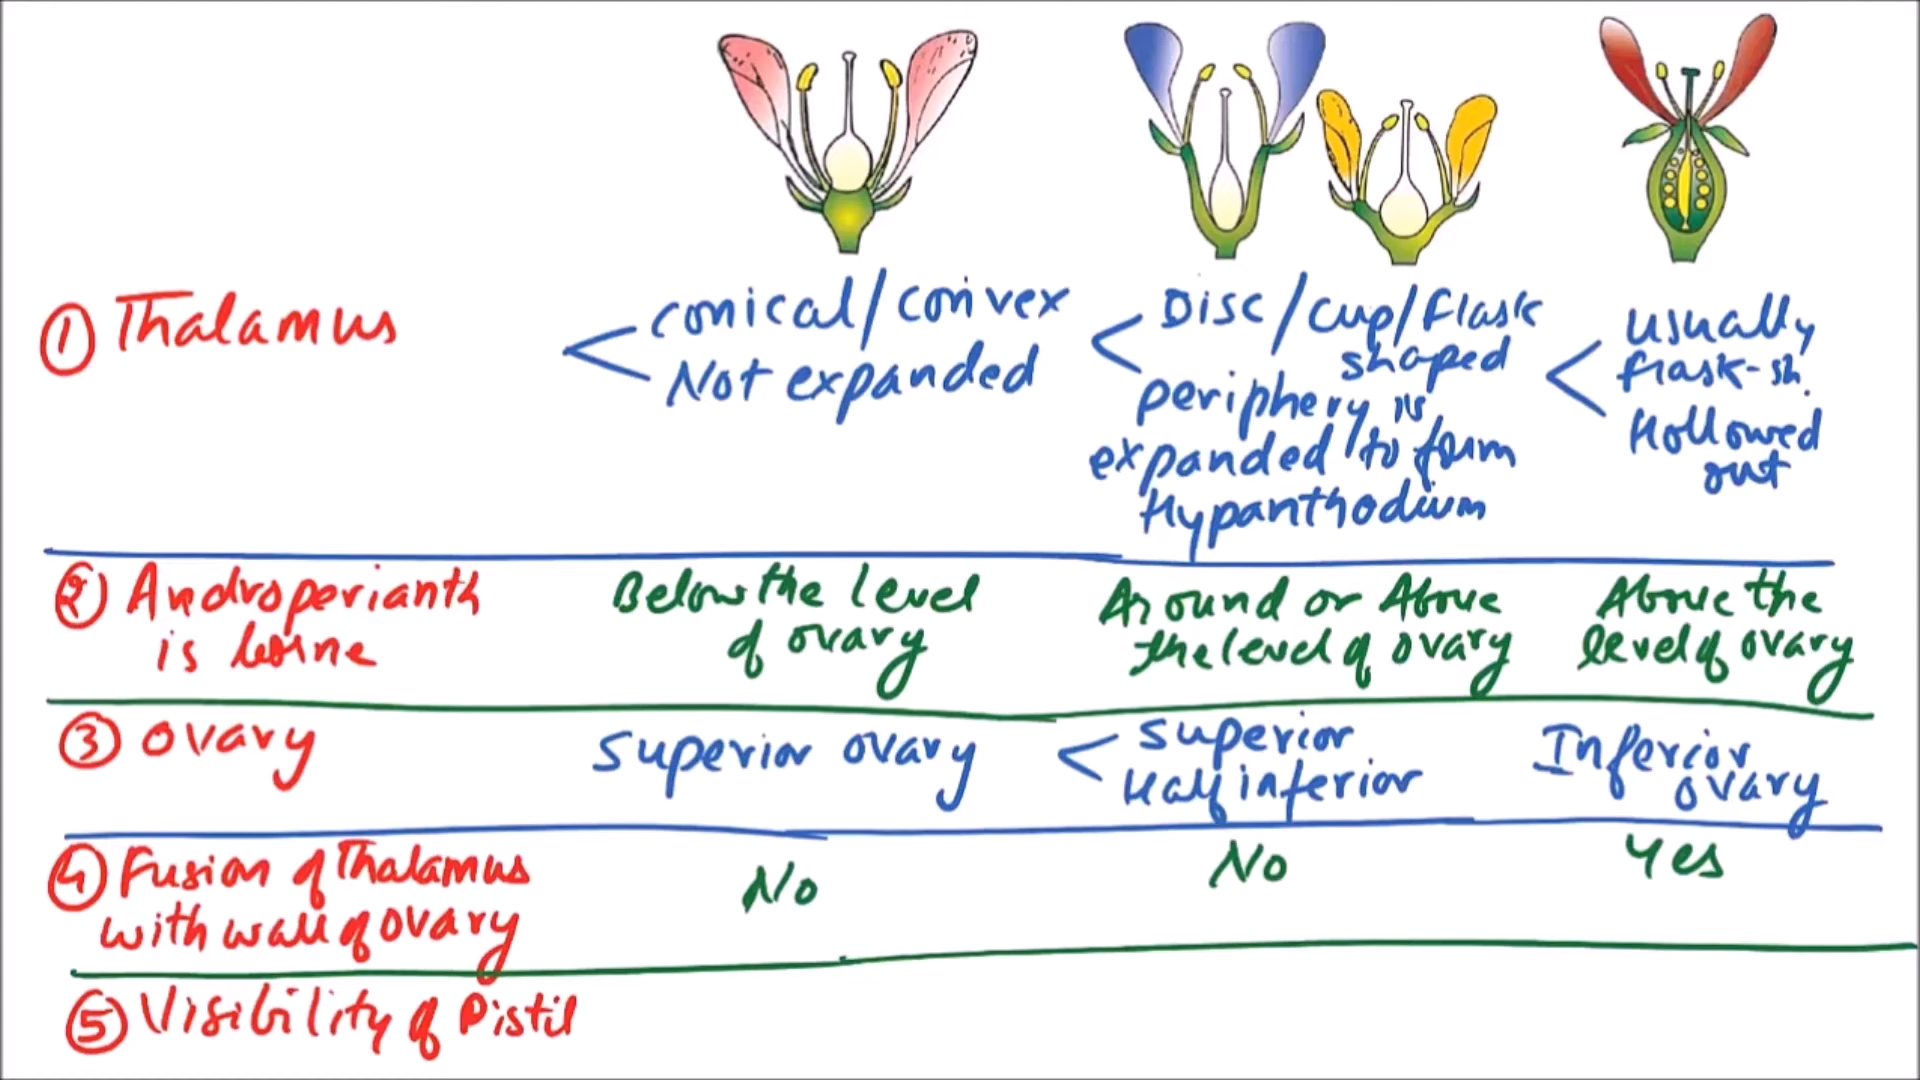 ① Thalamus
conical/convex
Not expanded
Disc/cup/flask
shaped
periphery is
expanded to form
Hypanthodium
usually
flask-sh.
Hollowed
out
② Androperianth
is borne
Below the level
of ovary
Around or Above
the level of ovary
Above the
level of ovary
③ Ovary
Superior ovary
Superior
Half inferior
Inferior
ovary
④ Fusion of Thalamus
with wall of ovary
No
No
Yes
⑤ Visibility of Pistil